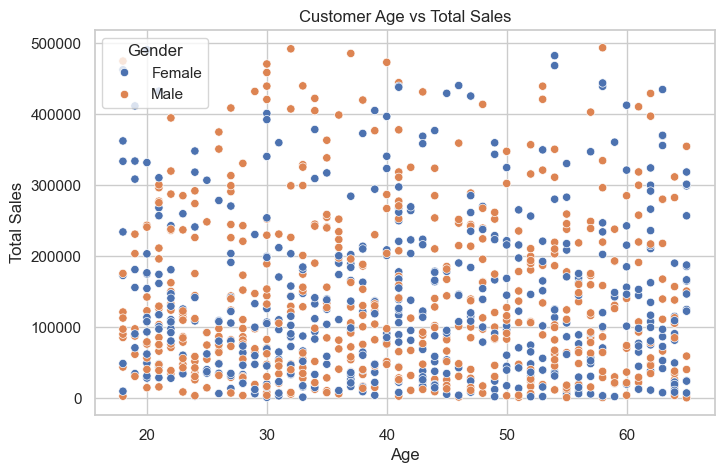 Customer Age vs Total Sales
Total Sales
500000
400000
300000
200000
100000
0
Gender
Female
Male
20
30
40
50
60
Age